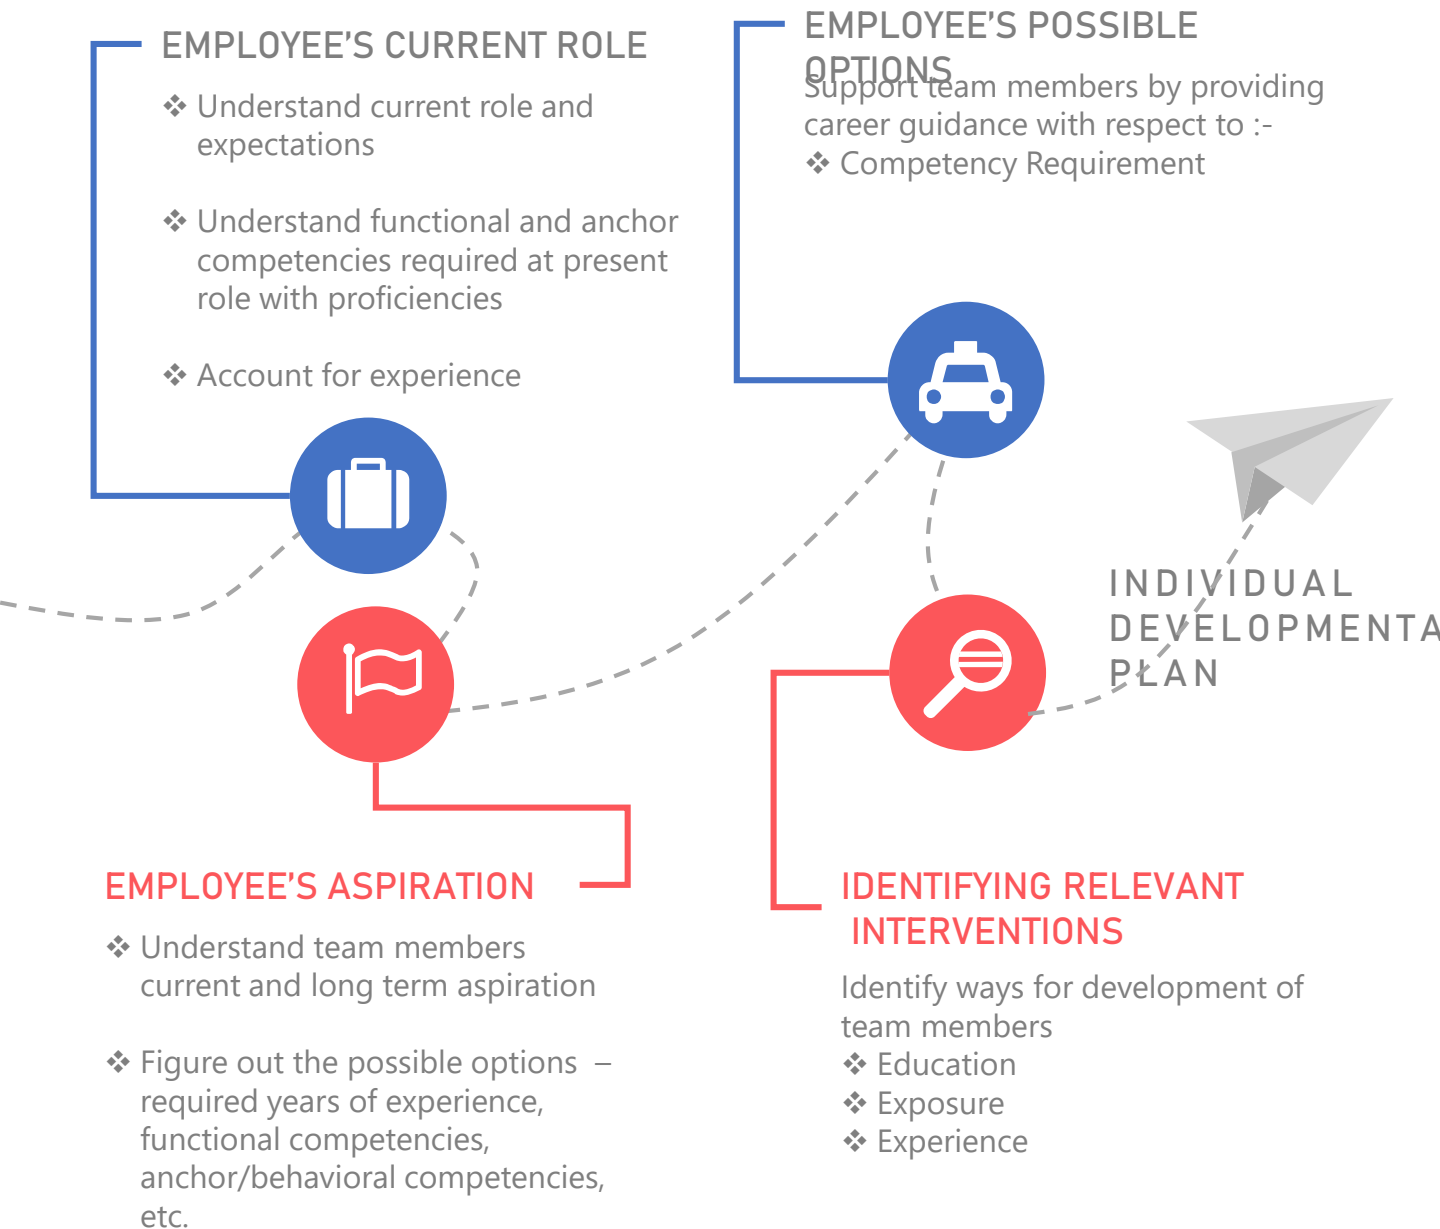 EMPLOYEE'S CURRENT ROLE
❖ Understand current role and
expectations
❖ Understand functional and anchor
competencies required at present
role with proficiencies
❖ Account for experience
EMPLOYEE'S POSSIBLE
OPTIONS
Support team members by providing
career guidance with respect to :-
❖ Competency Requirement
INDIVIDUAL
DEVELOPMENTA
PLAN
EMPLOYEE'S ASPIRATION
❖ Understand team members
current and long term aspiration
❖ Figure out the possible options –
required years of experience,
functional competencies,
anchor/behavioral competencies,
etc.
IDENTIFYING RELEVANT
INTERVENTIONS
Identify ways for development of
team members
❖ Education
❖ Exposure
❖ Experience